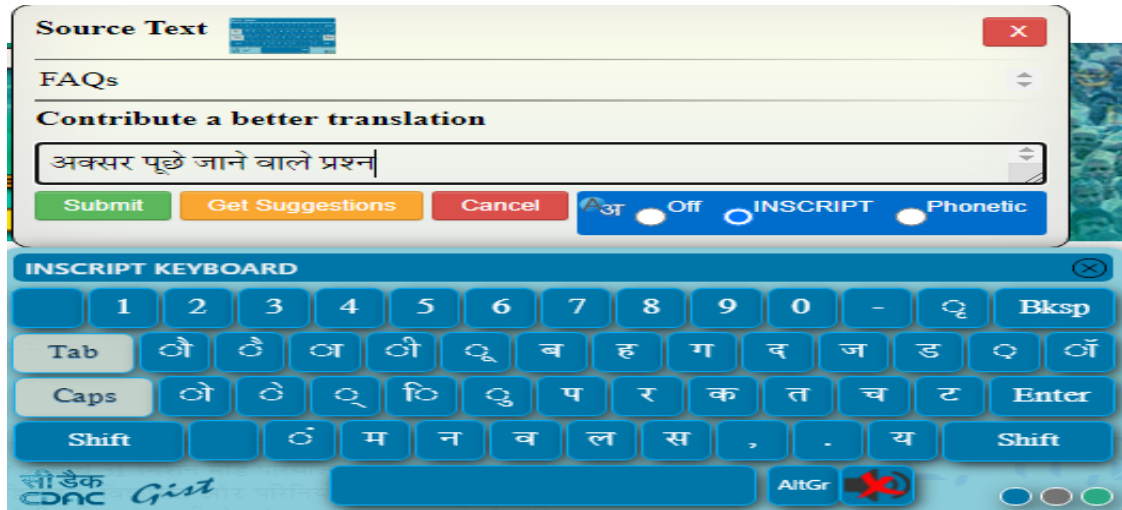 Source Text
X
FAQs
Contribute a better translation
अक्सर पूछे जाने वाले प्रश्न
Submit Get Suggestions Cancel Aअ Off INSCRIPT Phonetic
INSCRIPT KEYBOARD
1 2 3 4 5 6 7 8 9 0 - ृ Bksp
Tab ौ ै ा ी ू ब ह ग द ज ड ़ ॉ
Caps ो े ् ि ु प र क त च ट Enter
Shift ं म न व ल स , . य Shift
सी डैक
CDAC Gist AltGr